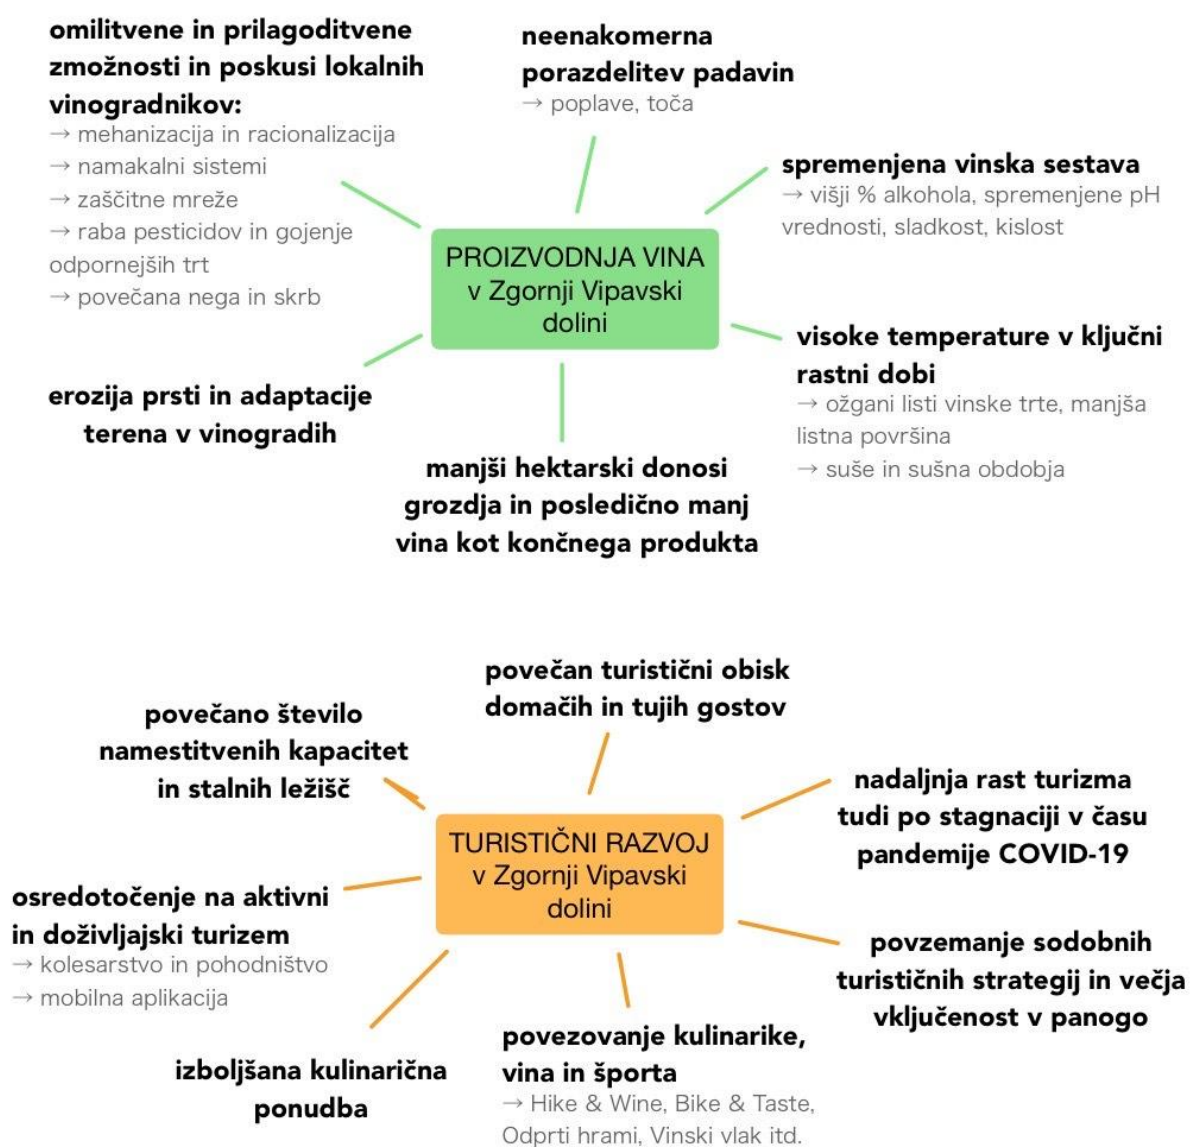 omilitvene in prilagoditvene
zmožnosti in poskusi lokalnih
vinogradnikov:
→ mehanizacija in racionalizacija
→ namakalni sistemi
→ zaščitne mreže
→ raba pesticidov in gojenje
odpornejših trt
→ povečana nega in skrb
neenakomerna
porazdelitev padavin
→ poplave, toča
spremenjena vinska sestava
→ višji % alkohola, spremenjene pH
vrednosti, sladkost, kislost
PROIZVODNJA VINA
v Zgornji Vipavski
dolini
visoke temperature v ključni
rastni dobi
→ ožgani listi vinske trte, manjša
listna površina
→ suše in sušna obdobja
erozija prsti in adaptacije
terena v vinogradih
manjši hektarski donosi
grozdja in posledično manj
vina kot končnega produkta
povečan turistični obisk
domačih in tujih gostov
povečano število
namestitvenih kapacitet
in stalnih ležišč
nadaljnja rast turizma
tudi po stagnaciji v času
pandemije COVID-19
TURISTIČNI RAZVOJ
v Zgornji Vipavski
dolini
osredotočenje na aktivni
in doživljajski turizem
→ kolesarstvo in pohodništvo
→ mobilna aplikacija
povzemanje sodobnih
turističnih strategij in večja
vključenost v panogo
izboljšana kulinarična
ponudba
povezovanje kulinarike,
vina in športa
→ Hike & Wine, Bike & Taste,
Odprti hrami, Vinski vlak itd.